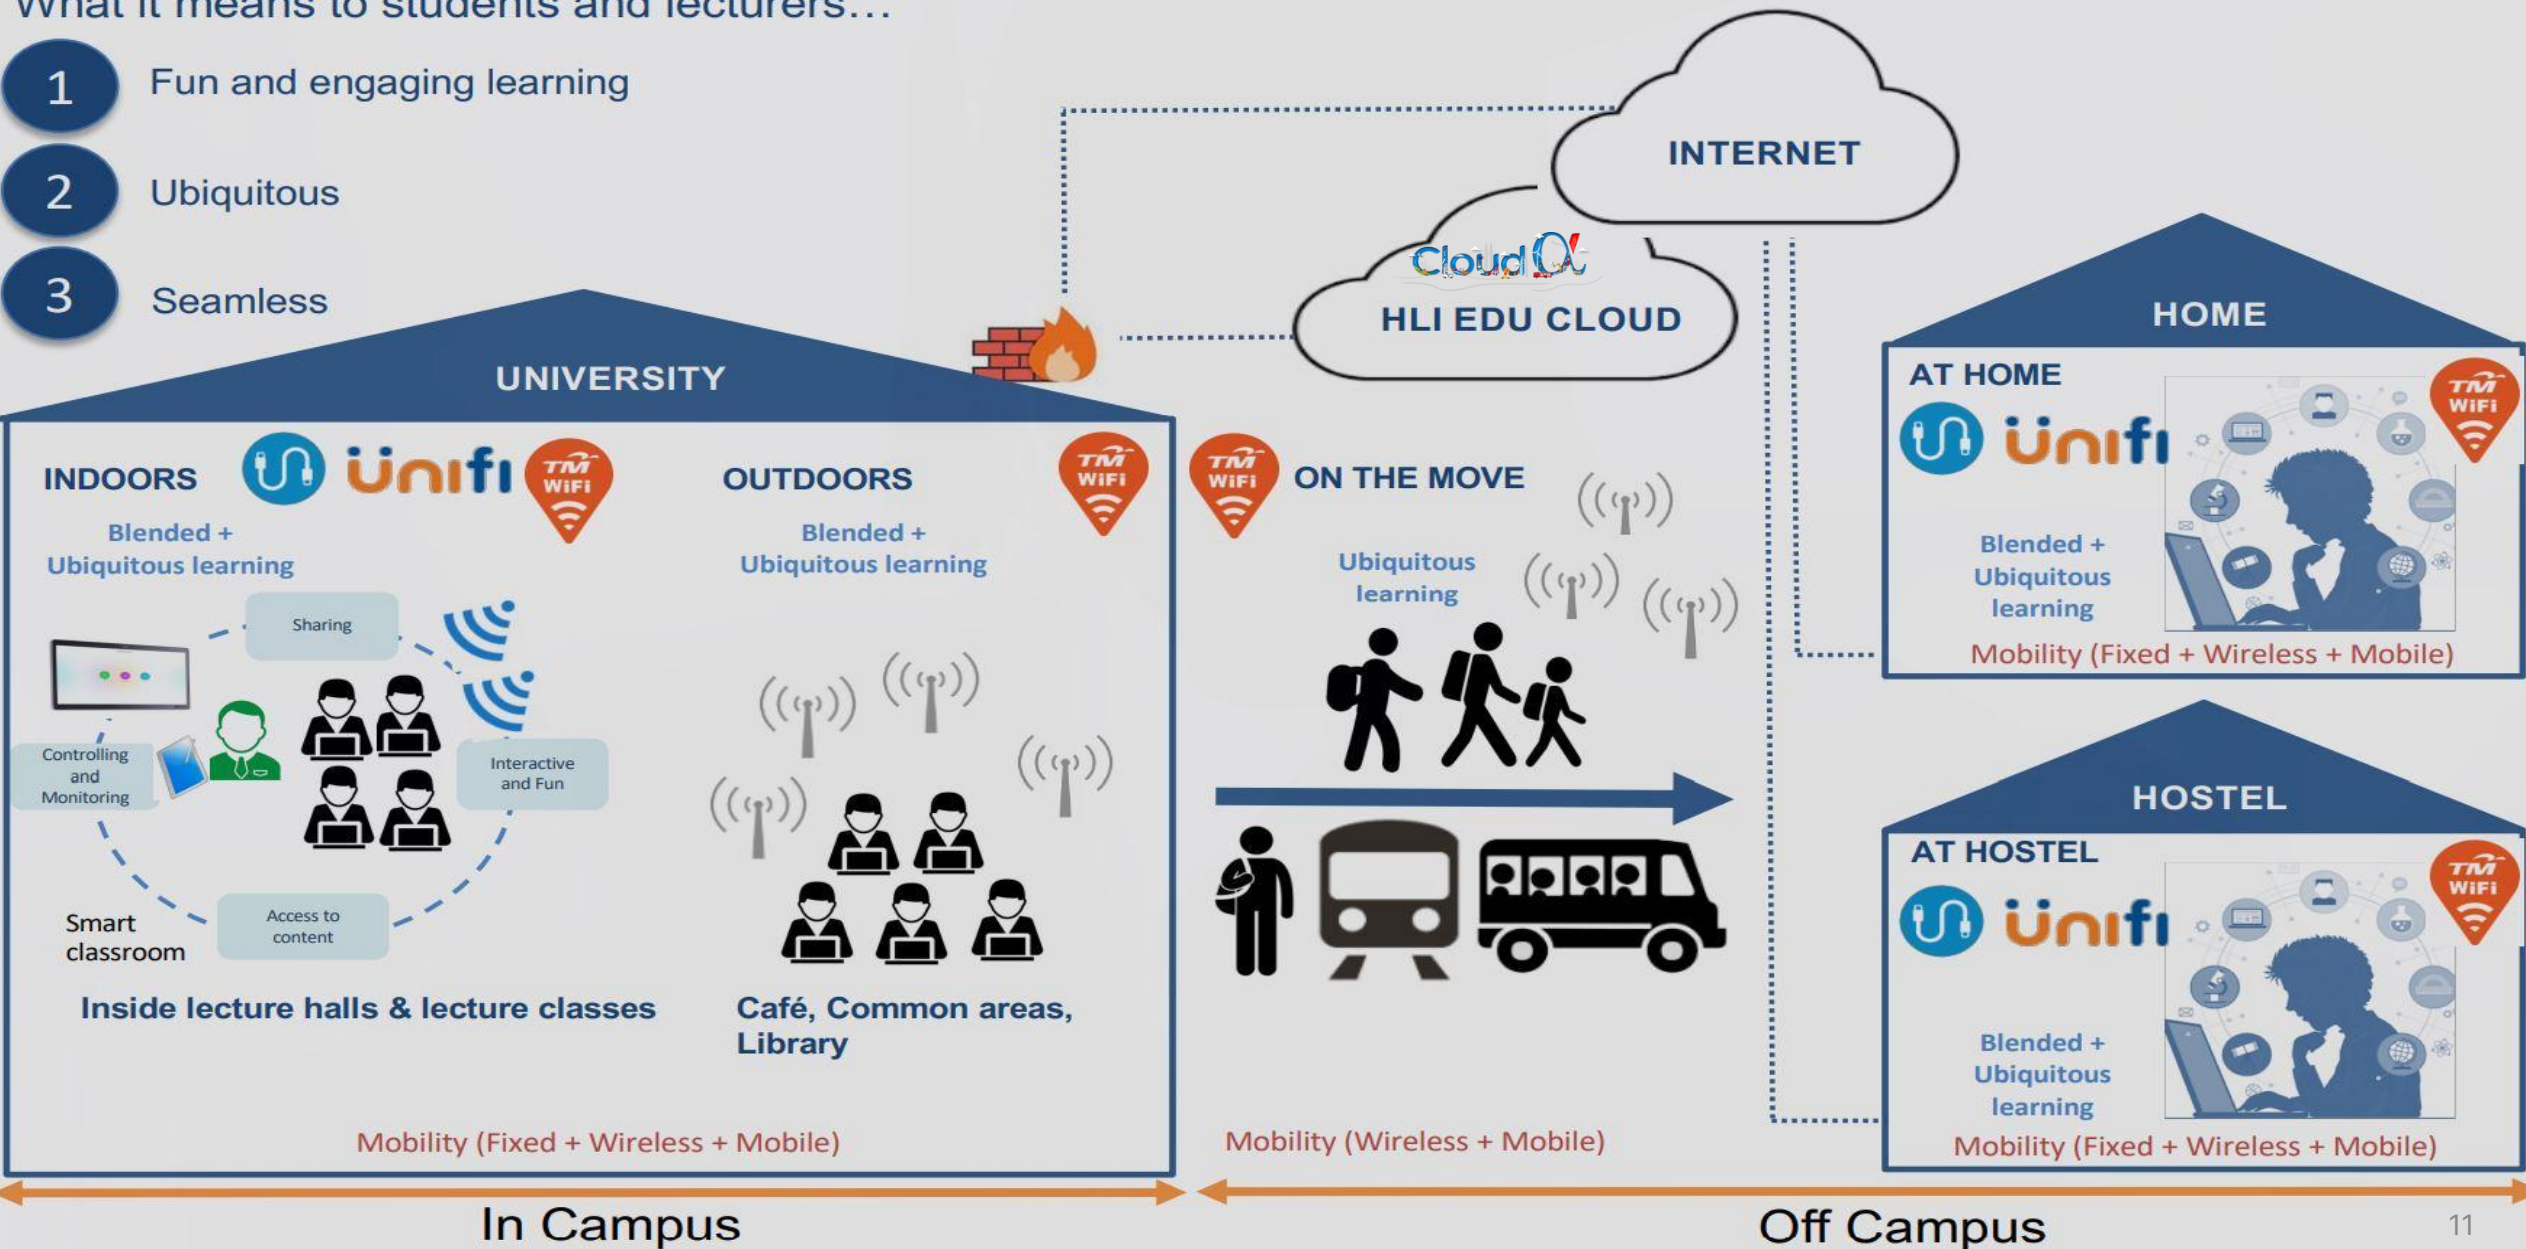 What it means to students and lecturers...
1
Fun and engaging learning
2
Ubiquitous
3
Seamless
INTERNET
Cloud α
HLI EDU CLOUD
UNIVERSITY
INDOORS
ünifi
TM
WiFi
Blended +
Ubiquitous learning
Sharing
Controlling
and
Monitoring
Interactive
and Fun
Access to
content
Smart
classroom
Inside lecture halls & lecture classes
OUTDOORS
TM
WiFi
Blended +
Ubiquitous learning
Café, Common areas,
Library
Mobility (Fixed + Wireless + Mobile)
TM
WiFi
ON THE MOVE
Ubiquitous
learning
Mobility (Wireless + Mobile)
HOME
AT HOME
ünifi
TM
WiFi
Blended +
Ubiquitous
learning
Mobility (Fixed + Wireless + Mobile)
HOSTEL
AT HOSTEL
ünifi
TM
WiFi
Blended +
Ubiquitous
learning
Mobility (Fixed + Wireless + Mobile)
In Campus
Off Campus
11